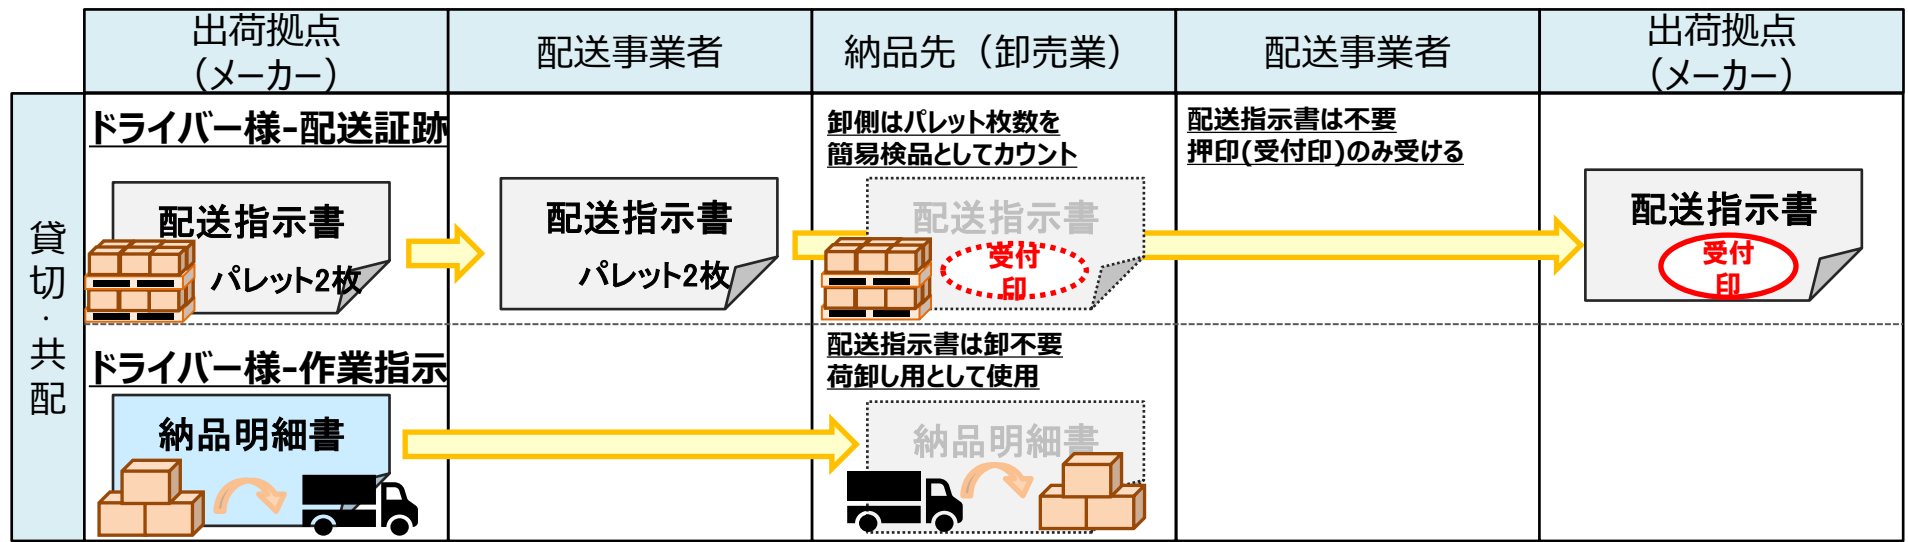 出荷拠点
（メーカー）
配送事業者
納品先（卸売業）
配送事業者
出荷拠点
（メーカー）
貸切・共配
ドライバー様-配送証跡
配送指示書
パレット2枚
配送指示書
パレット2枚
卸側はパレット枚数を
簡易検品としてカウント
配送指示書
受付
印
配送指示書は不要
押印(受付印)のみ受ける
配送指示書
受付
印
ドライバー様-作業指示
納品明細書
配送指示書は卸不要
荷卸し用として使用
納品明細書